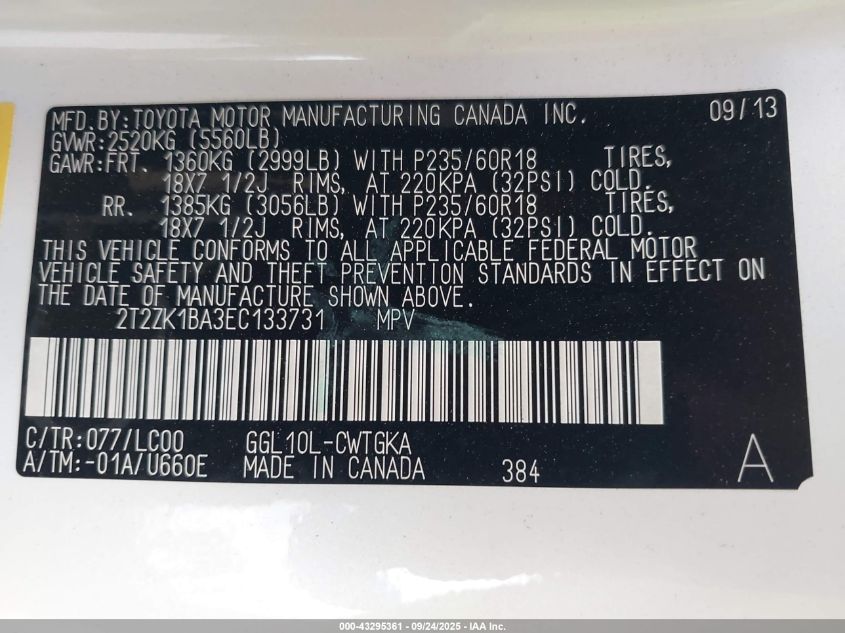 MFD.BY:TOYOTA MOTOR MANUFACTURING CANADA INC. 09/13
GVWR:2520KG (5560LB)
GAWR:FRT. 1360KG (2999LB) WITH P235/60R18 TIRES,
18X7 1/2J RIMS, AT 220KPA (32PSI) COLD.
RR. 1385KG (3056LB) WITH P235/60R18 TIRES,
18X7 1/2J RIMS, AT 220KPA (32PSI) COLD.
THIS VEHICLE CONFORMS TO ALL APPLICABLE FEDERAL MOTOR
VEHICLE SAFETY AND THEFT PREVENTION STANDARDS IN EFFECT ON
THE DATE OF MANUFACTURE SHOWN ABOVE.
2T2ZK1BA3EC133731 MPV
C/TR:077/LC00 GGL10L-CWTGKA
A/TM:-01A/U660E MADE IN CANADA 384 A
000-43295361 - 09/24/2025 - IAA Inc.